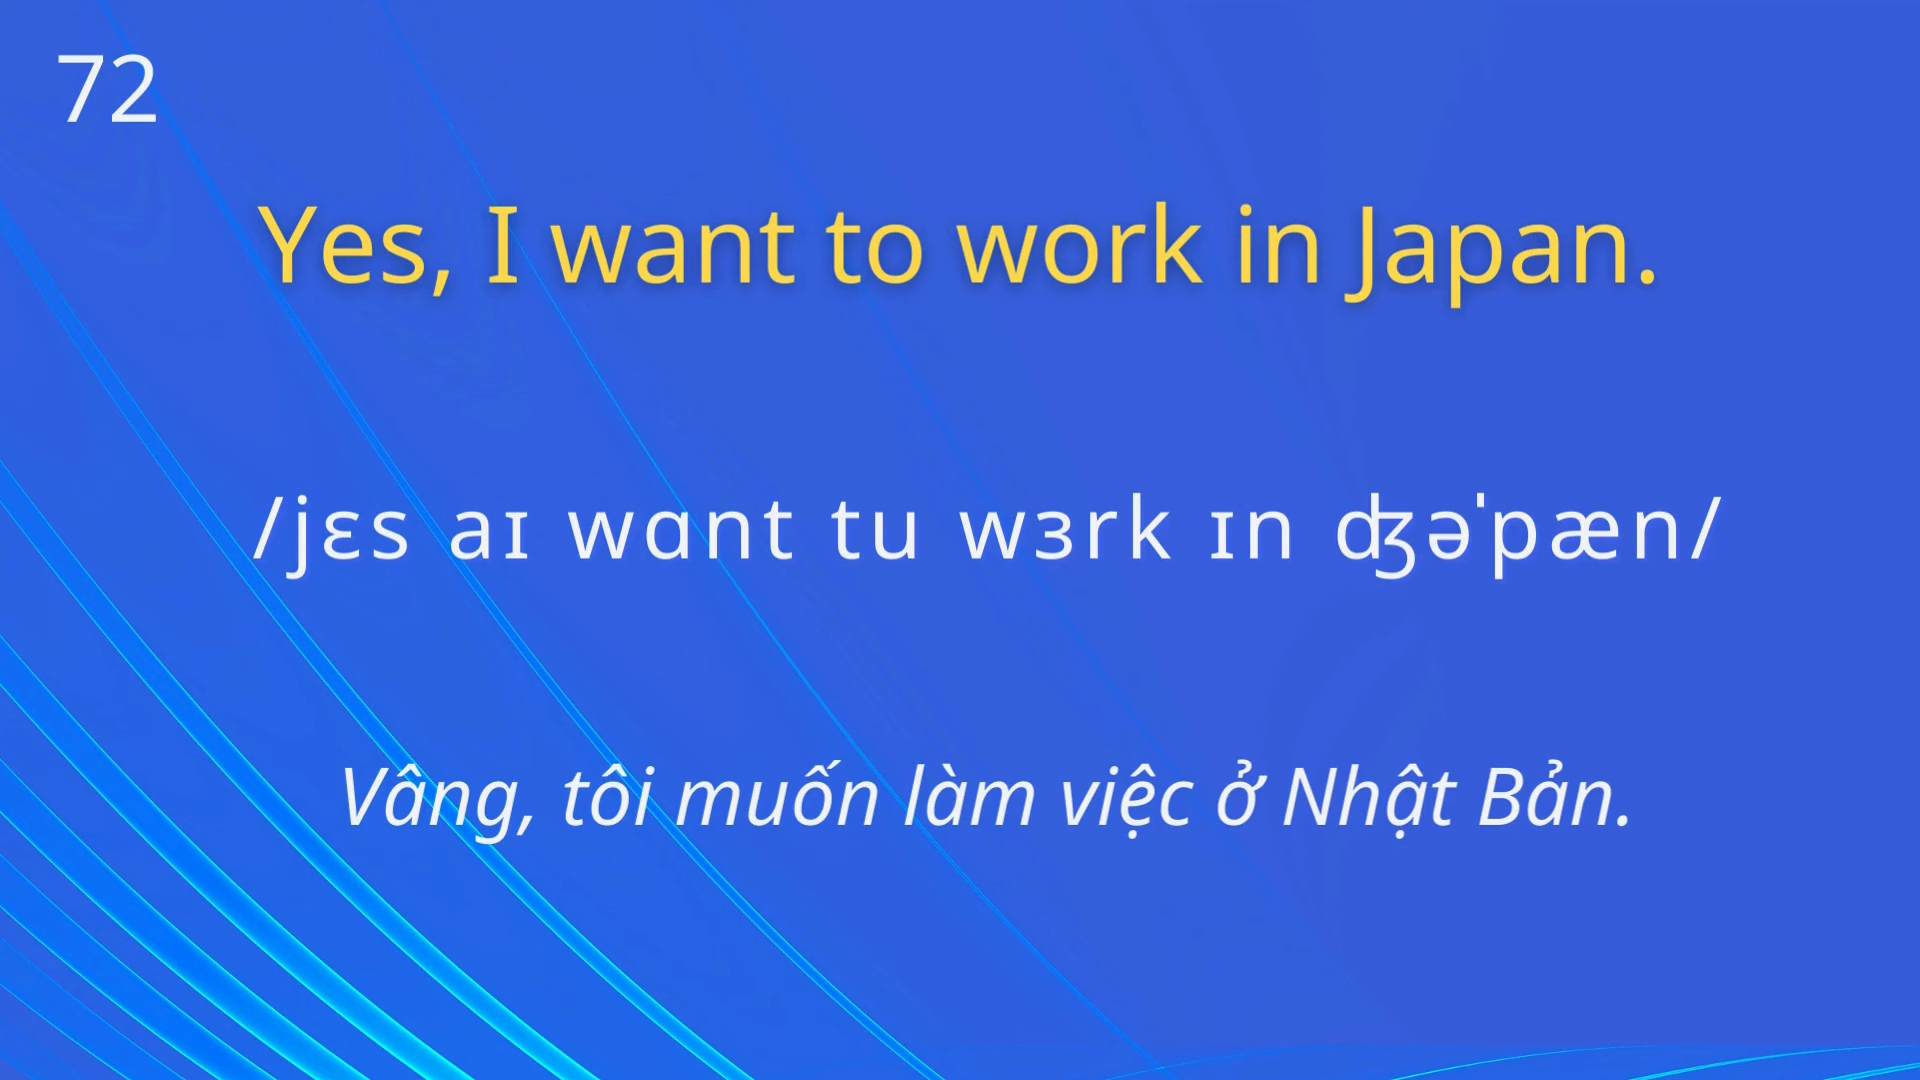 72
Yes, I want to work in Japan.
/jɛs aɪ wɑnt tu wɜrk ɪn ʤəˈpæn/
Vâng, tôi muốn làm việc ở Nhật Bản.